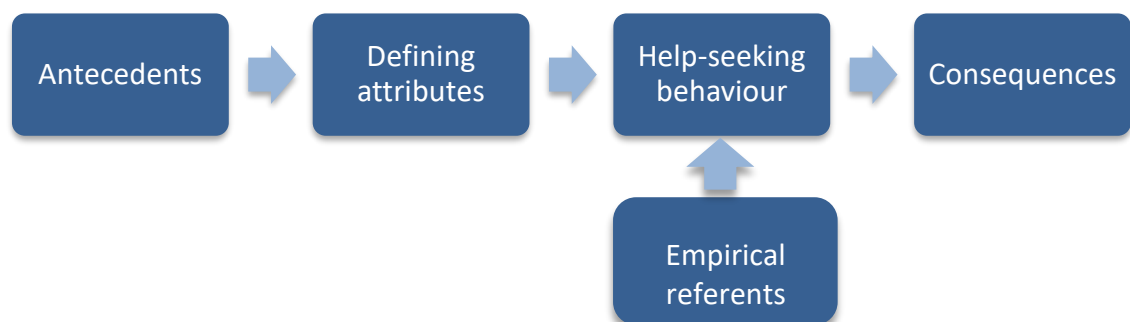 Antecedents
Defining
attributes
Help-seeking
behaviour
Consequences
Empirical
referents